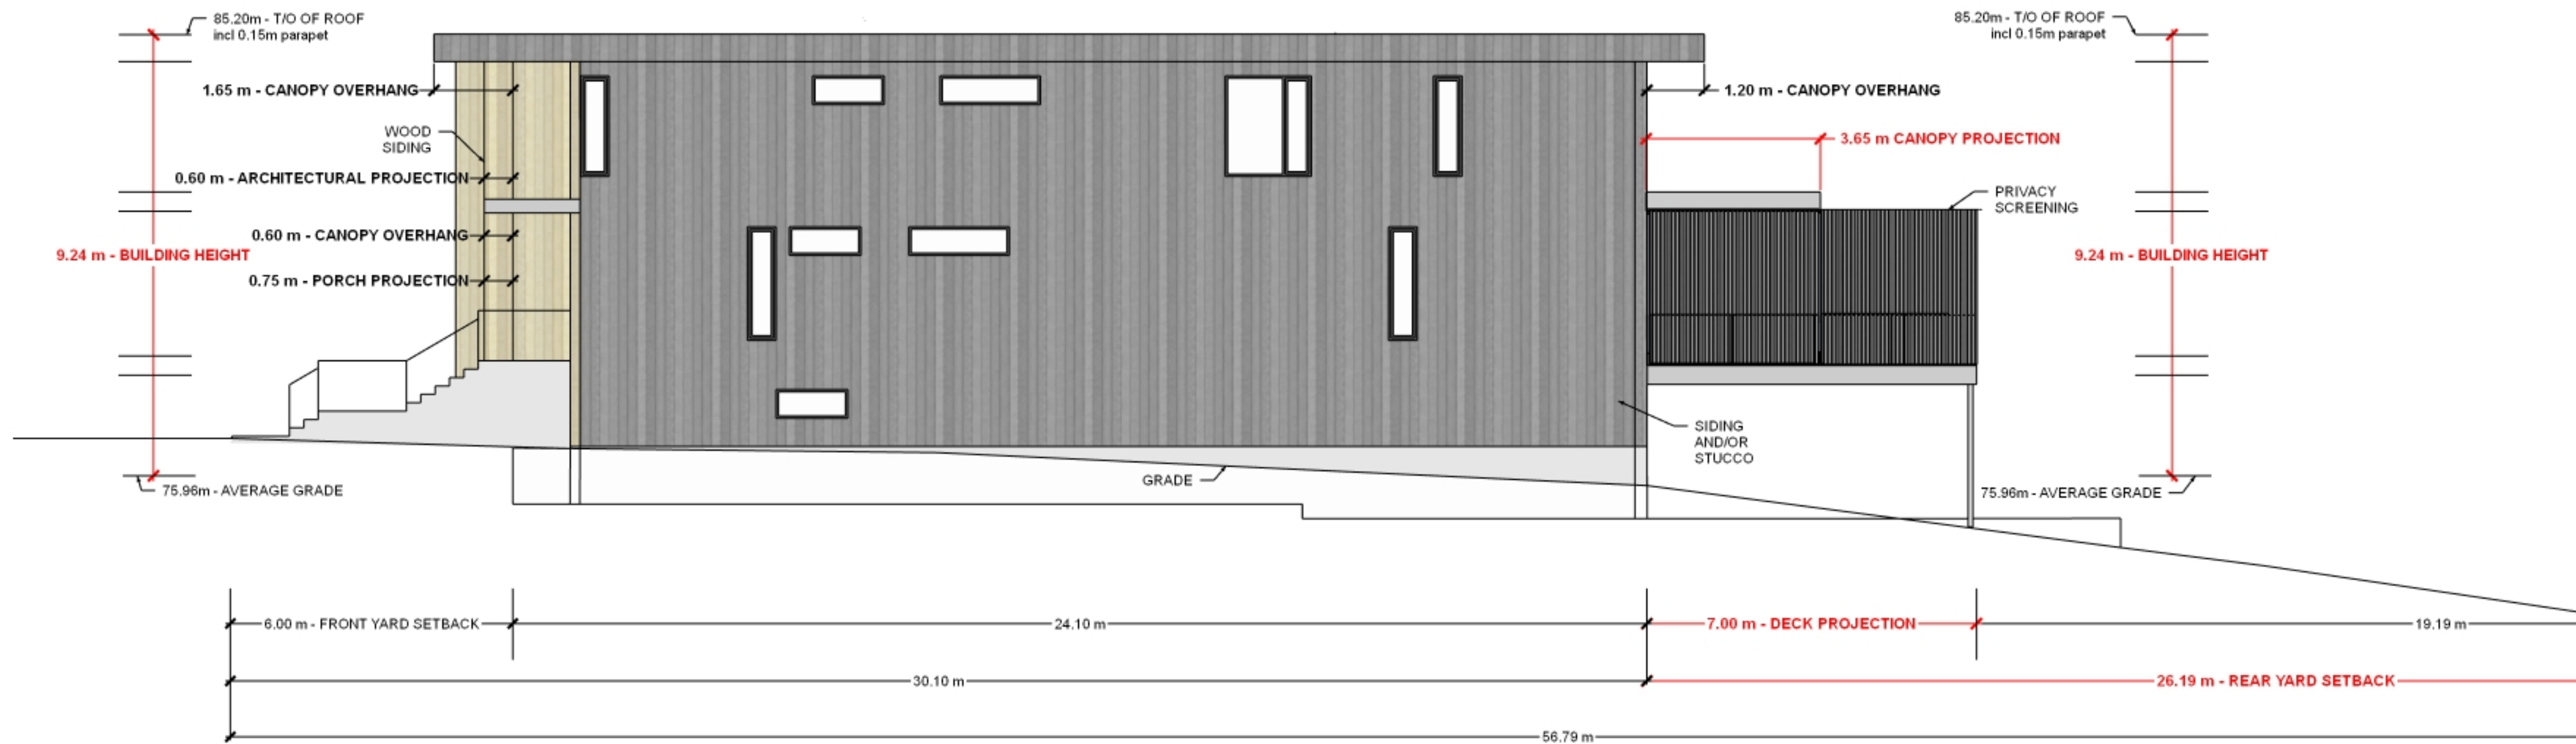 85.20m - T/O OF ROOF
incl 0.15m parapet
85.20m - T/O OF ROOF
incl 0.15m parapet
1.65 m - CANOPY OVERHANG
1.20 m - CANOPY OVERHANG
WOOD
SIDING
3.65 m CANOPY PROJECTION
0.60 m - ARCHITECTURAL PROJECTION
PRIVACY
SCREENING
0.60 m - CANOPY OVERHANG
9.24 m - BUILDING HEIGHT
9.24 m - BUILDING HEIGHT
0.75 m - PORCH PROJECTION
SIDING
AND/OR
STUCCO
GRADE
75.96m - AVERAGE GRADE
75.96m - AVERAGE GRADE
6.00 m - FRONT YARD SETBACK
24.10 m
7.00 m - DECK PROJECTION
19.19 m
30.10 m
26.19 m - REAR YARD SETBACK
56.79 m